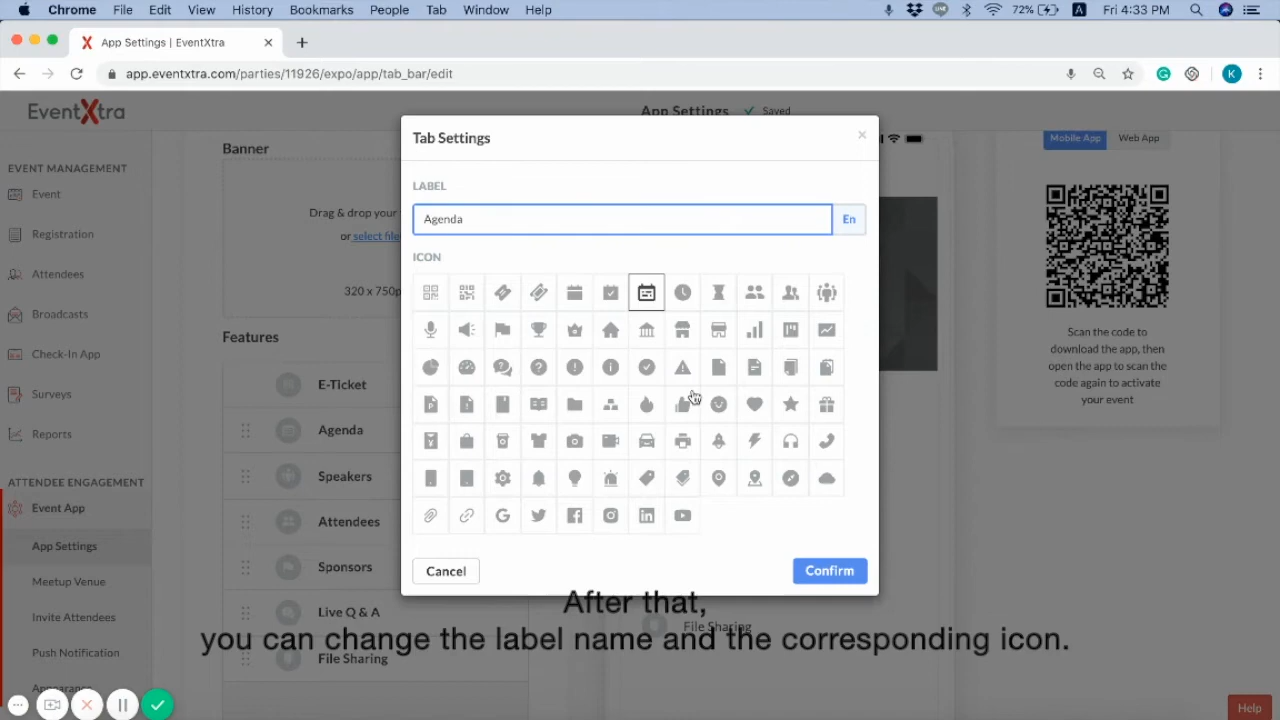 Chrome File Edit View History Bookmarks People Tab Window Help
72% A Fri 4:33 PM
App Settings | EventXtra
app.eventxtra.com/parties/11926/expo/app/tab_bar/edit
K
EventXtra
App Settings Saved
EVENT MANAGEMENT
Event
Registration
Attendees
Broadcasts
Check-In App
Surveys
Reports
ATTENDEE ENGAGEMENT
Event App
App Settings
Meetup Venue
Invite Attendees
Push Notification
Appearance
Banner
Drag & drop your
or select file
320 x 750p
Features
E-Ticket
Agenda
Speakers
Attendees
Sponsors
Live Q & A
File Sharing
Tab Settings
LABEL
Agenda En
ICON
Cancel Confirm
File Sharing
Mobile App Web App
Scan the code to
download the app, then
open the app to scan the
code again to activate
your event
Help
After that,
you can change the label name and the corresponding icon.